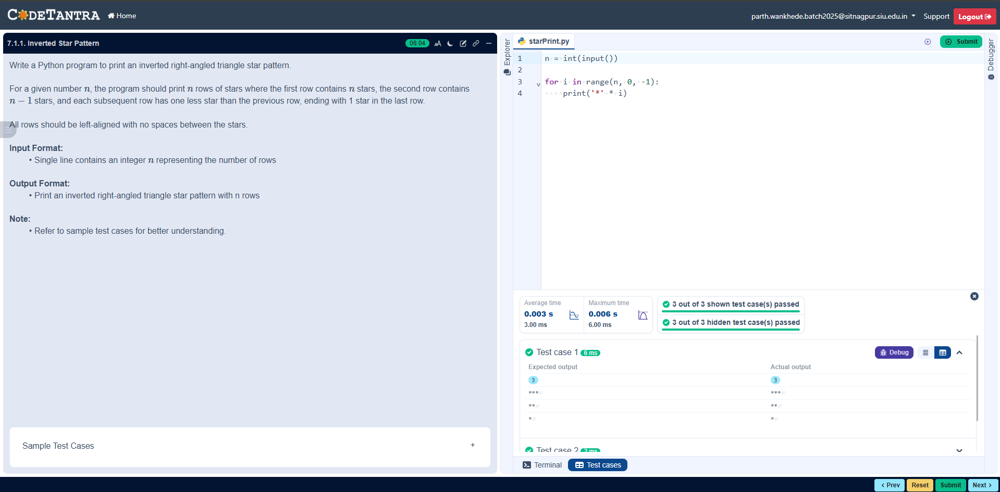 CODETANTRA Home
parth.wankhede.batch2025@sitnagpur.siu.edu.in Support Logout
7.1.1. Inverted Star Pattern 06:04
Write a Python program to print an inverted right-angled triangle star pattern.
For a given number n, the program should print n rows of stars where the first row contains n stars, the second row contains
n − 1 stars, and each subsequent row has one less star than the previous row, ending with 1 star in the last row.
All rows should be left-aligned with no spaces between the stars.
Input Format:
• Single line contains an integer n representing the number of rows
Output Format:
• Print an inverted right-angled triangle star pattern with n rows
Note:
• Refer to sample test cases for better understanding.
Sample Test Cases +
Explorer
starPrint.py
Submit
Debugger
1 n = int(input())
2
3 for i in range(n, 0, -1):
4 print('*' * i)
Average time
0.003 s
3.00 ms
Maximum time
0.006 s
6.00 ms
3 out of 3 shown test case(s) passed
3 out of 3 hidden test case(s) passed
Test case 1 6 ms Debug
Expected output Actual output
3 3
*** ***
** **
* *
Test case 2 2 ms
Terminal Test cases
< Prev Reset Submit Next >